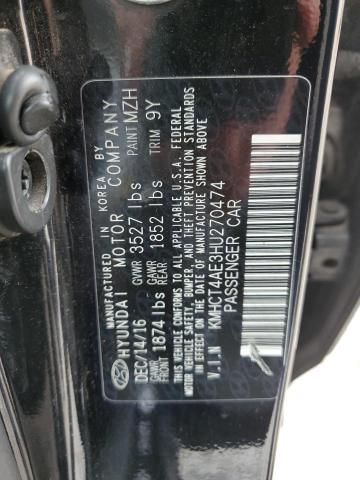 MANUFACTURED IN KOREA BY
HYUNDAI MOTOR COMPANY
DEC/14/16 GVWR 3527 lbs PAINT MZH
GAWR FRONT 1874 lbs GAWR REAR 1852 lbs TRIM 9Y
THIS VEHICLE CONFORMS TO ALL APPLICABLE U.S.A. FEDERAL
MOTOR VEHICLE SAFETY, BUMPER, AND THEFT PREVENTION STANDARDS
IN EFFECT ON THE DATE OF MANUFACTURE SHOWN ABOVE.
V.I.N KMHCT4AE3HU270474
PASSENGER CAR